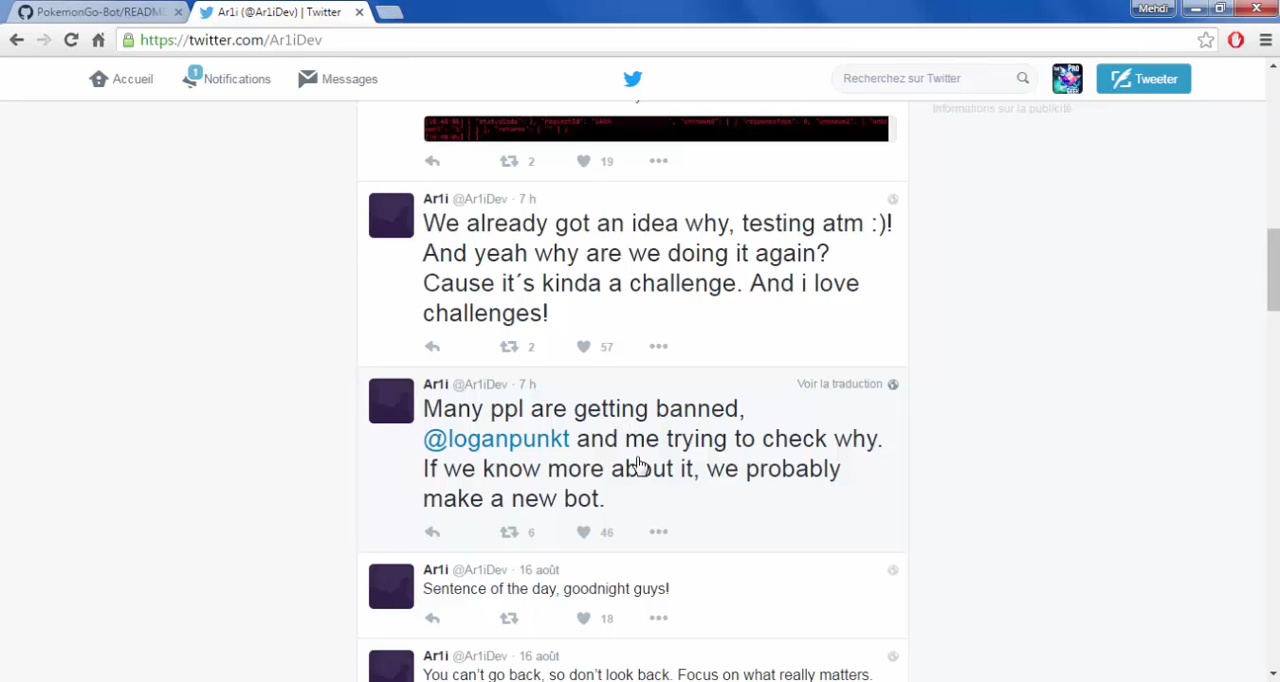 PokemonGo-Bot/README
Ar1i (@Ar1iDev) | Twitter
Mehdi
https://twitter.com/Ar1iDev
Accueil
1
Notifications
Messages
Recherchez sur Twitter
Tweeter
Informations sur la publicité
2
19
Ar1i @Ar1iDev · 7 h
We already got an idea why, testing atm :)!
And yeah why are we doing it again?
Cause it´s kinda a challenge. And i love
challenges!
2
57
Ar1i @Ar1iDev · 7 h
Voir la traduction
Many ppl are getting banned,
@loganpunkt and me trying to check why.
If we know more about it, we probably
make a new bot.
6
46
Ar1i @Ar1iDev · 16 août
Sentence of the day, goodnight guys!
18
Ar1i @Ar1iDev · 16 août
You can't go back, so don't look back. Focus on what really matters.